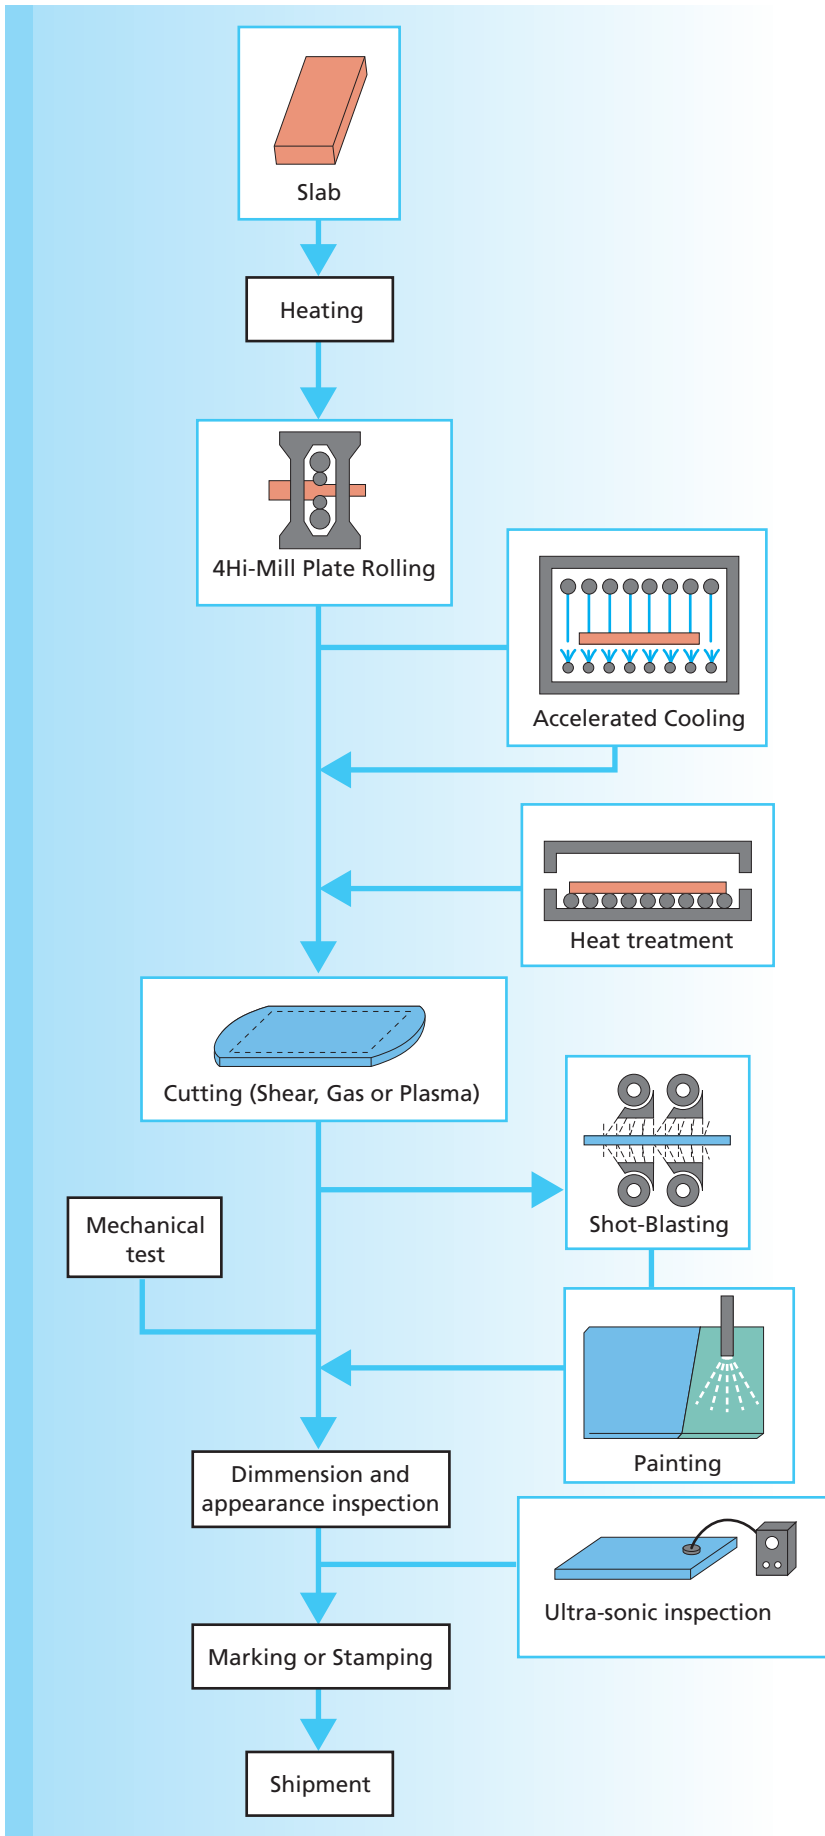 Slab
Heating
4Hi-Mill Plate Rolling
Accelerated Cooling
Heat treatment
Cutting (Shear, Gas or Plasma)
Shot-Blasting
Mechanical
test
Painting
Dimmension and
appearance inspection
Ultra-sonic inspection
Marking or Stamping
Shipment